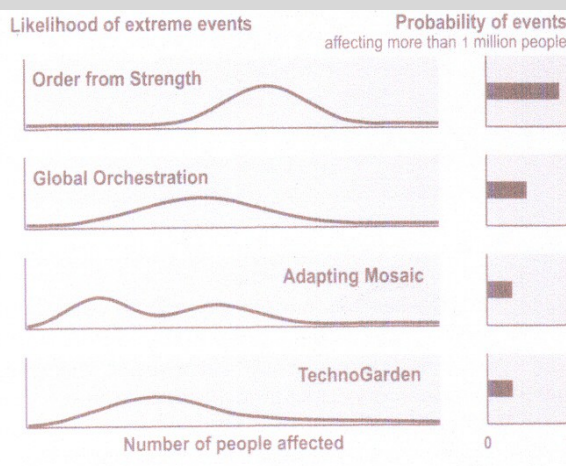 Likelihood of extreme events
Probability of events
affecting more than 1 million people
Order from Strength
Global Orchestration
Adapting Mosaic
TechnoGarden
Number of people affected
0